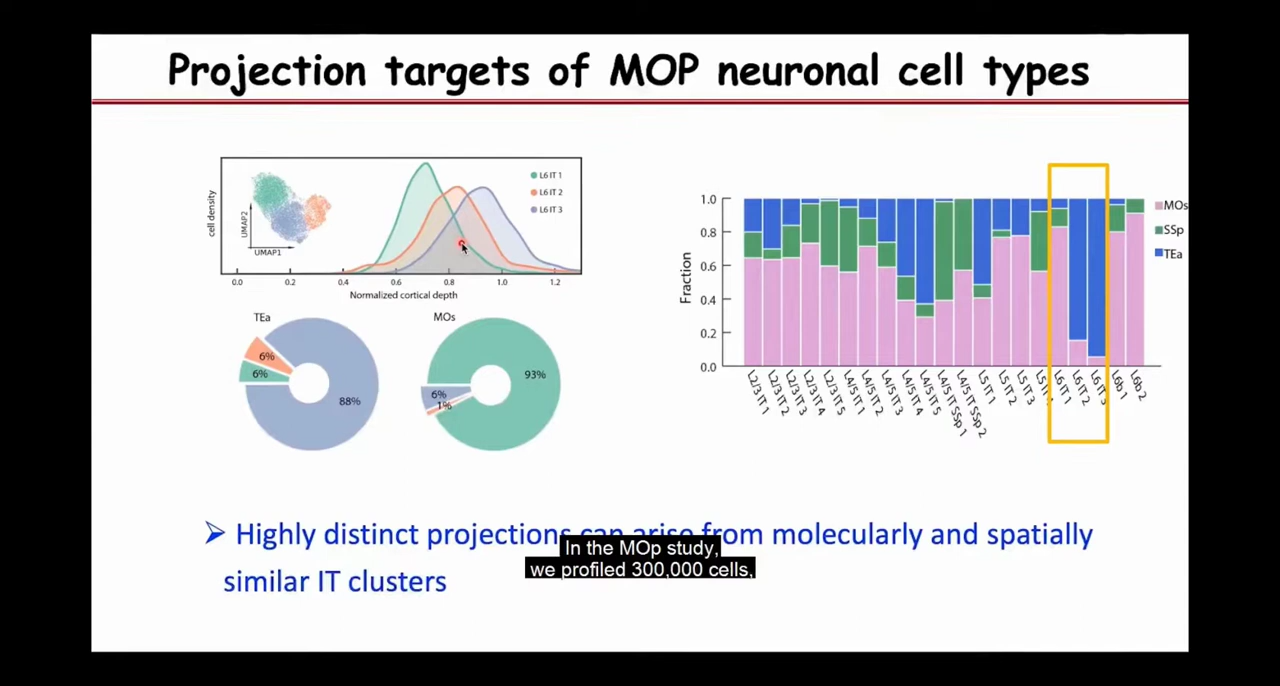 Projection targets of MOP neuronal cell types
cell density
UMAP2
UMAP1
L6 IT 1
L6 IT 2
L6 IT 3
0.0 0.2 0.4 0.6 0.8 1.0 1.2
Normalized cortical depth
TEa
6%
6%
88%
MOs
93%
6%
1%
Fraction
1.0
0.8
0.6
0.4
0.2
0.0
MOs
SSp
TEa
L2/3 IT 1
L2/3 IT 2
L2/3 IT 3
L2/3 IT 4
L2/3 IT 5
L4/5 IT 1
L4/5 IT 2
L4/5 IT 3
L4/5 IT 4
L4/5 IT 5
L4/5 IT SSp 1
L4/5 IT SSp 2
L5 IT 1
L5 IT 2
L5 IT 3
L5 IT
L6 IT 1
L6 IT 2
L6 IT 3
L6b 1
L6b 2
Highly distinct projections can arise from molecularly and spatially
similar IT clusters
In the MOp study,
we profiled 300,000 cells,